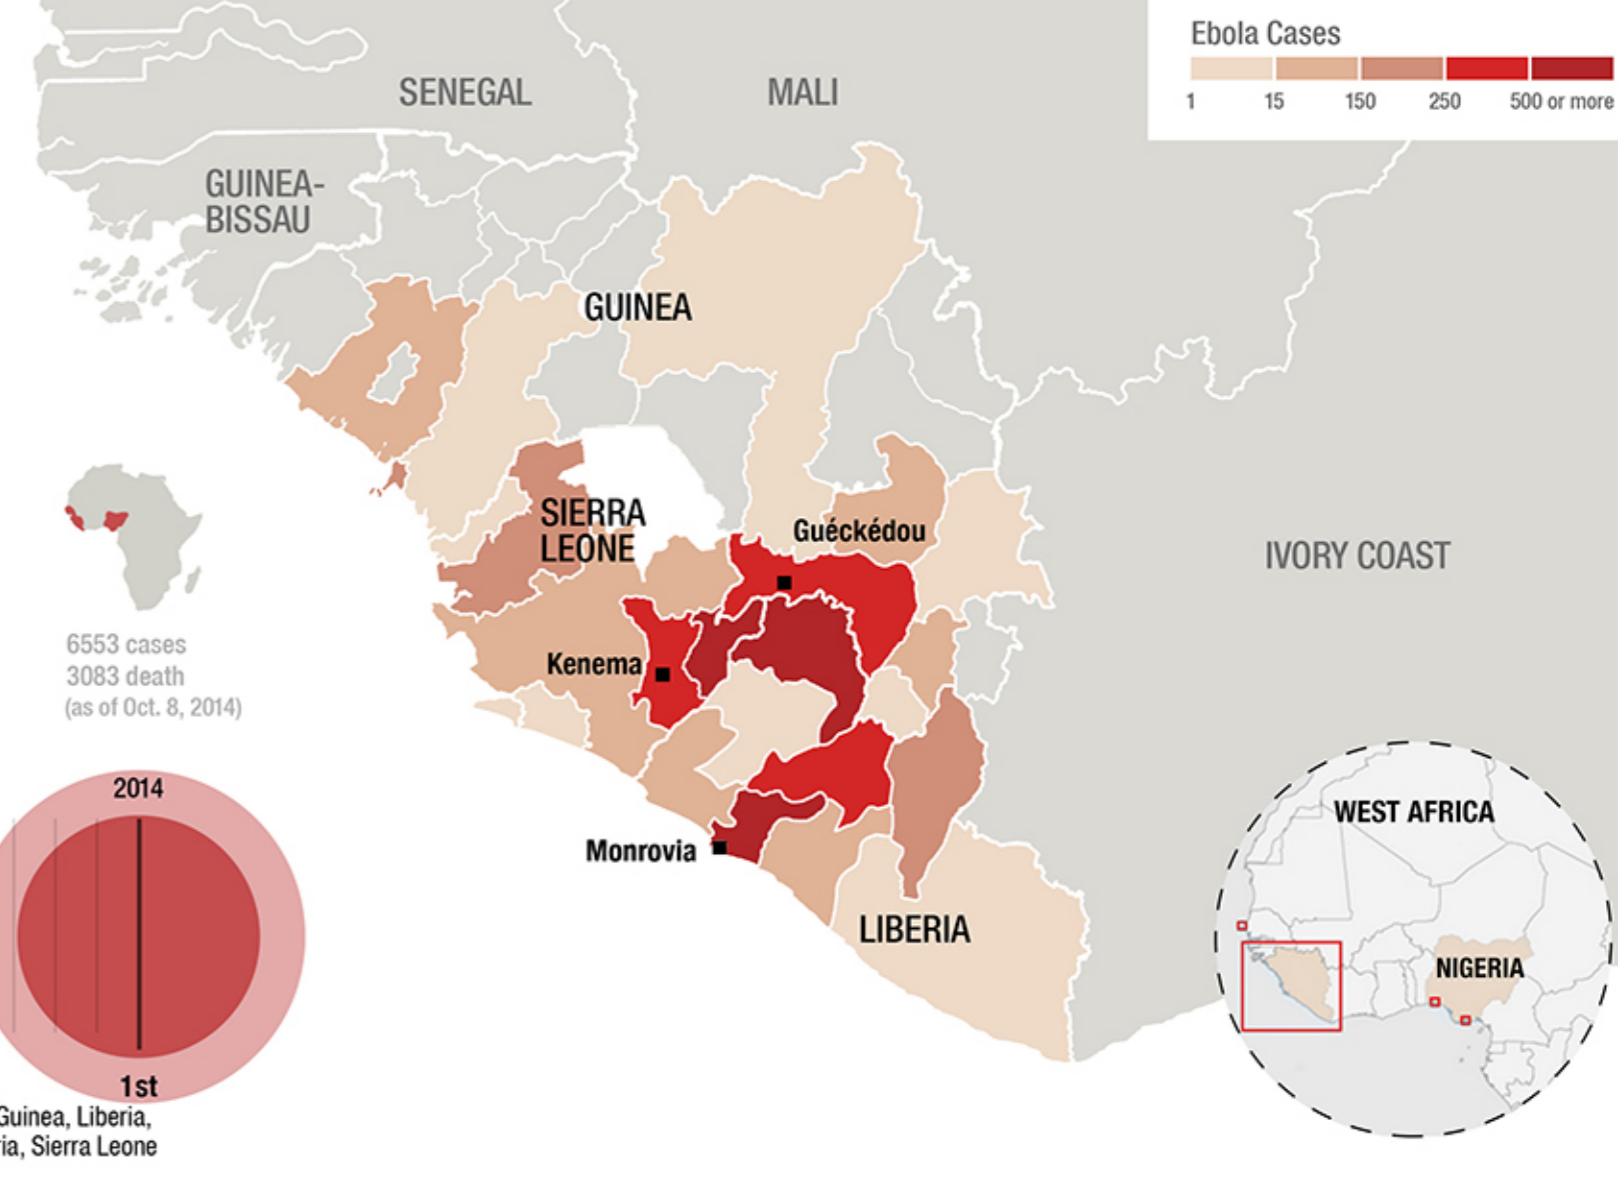 Ebola Cases
1 15 150 250 500 or more
SENEGAL
MALI
GUINEA-
BISSAU
GUINEA
SIERRA
LEONE
Guéckédou
IVORY COAST
6553 cases
3083 death
(as of Oct. 8, 2014)
Kenema
2014
Monrovia
LIBERIA
WEST AFRICA
NIGERIA
1st
Guinea, Liberia,
Sierra Leone